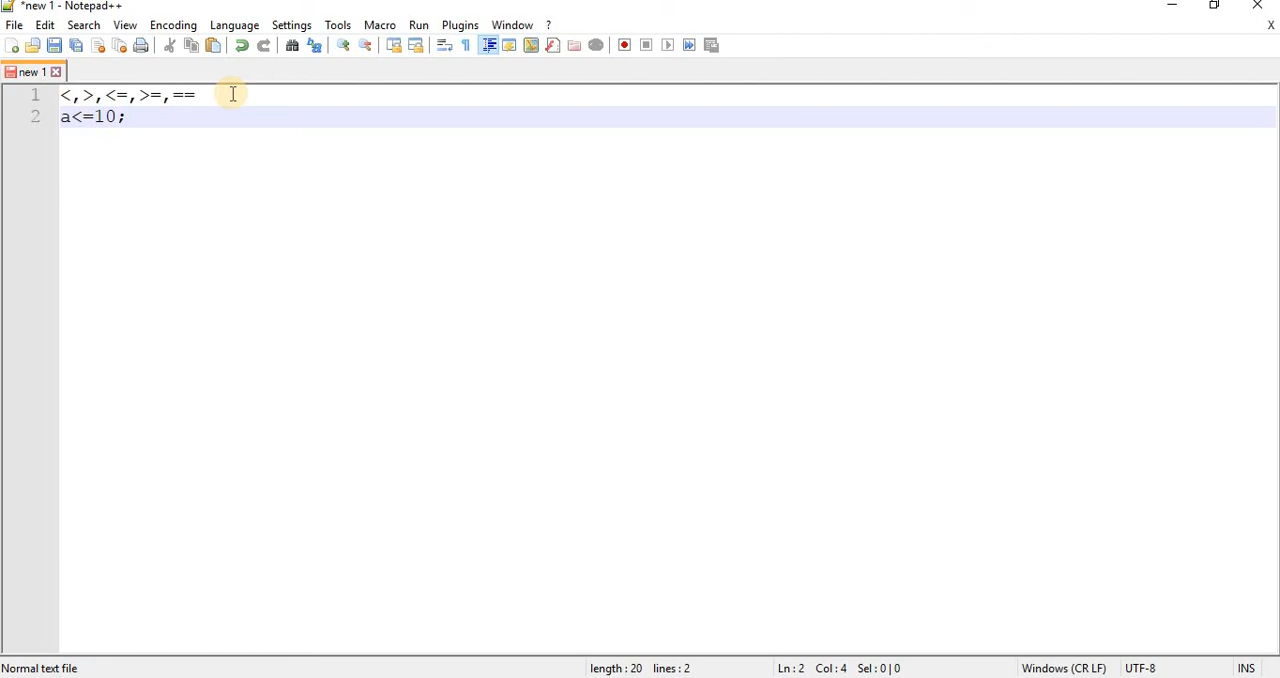 *new 1 - Notepad++
File Edit Search View Encoding Language Settings Tools Macro Run Plugins Window ? X
new 1
1 <,>,<=,>=,==
2 a<=10;
Normal text file length : 20 lines : 2 Ln : 2 Col : 4 Sel : 0 | 0 Windows (CR LF) UTF-8 INS